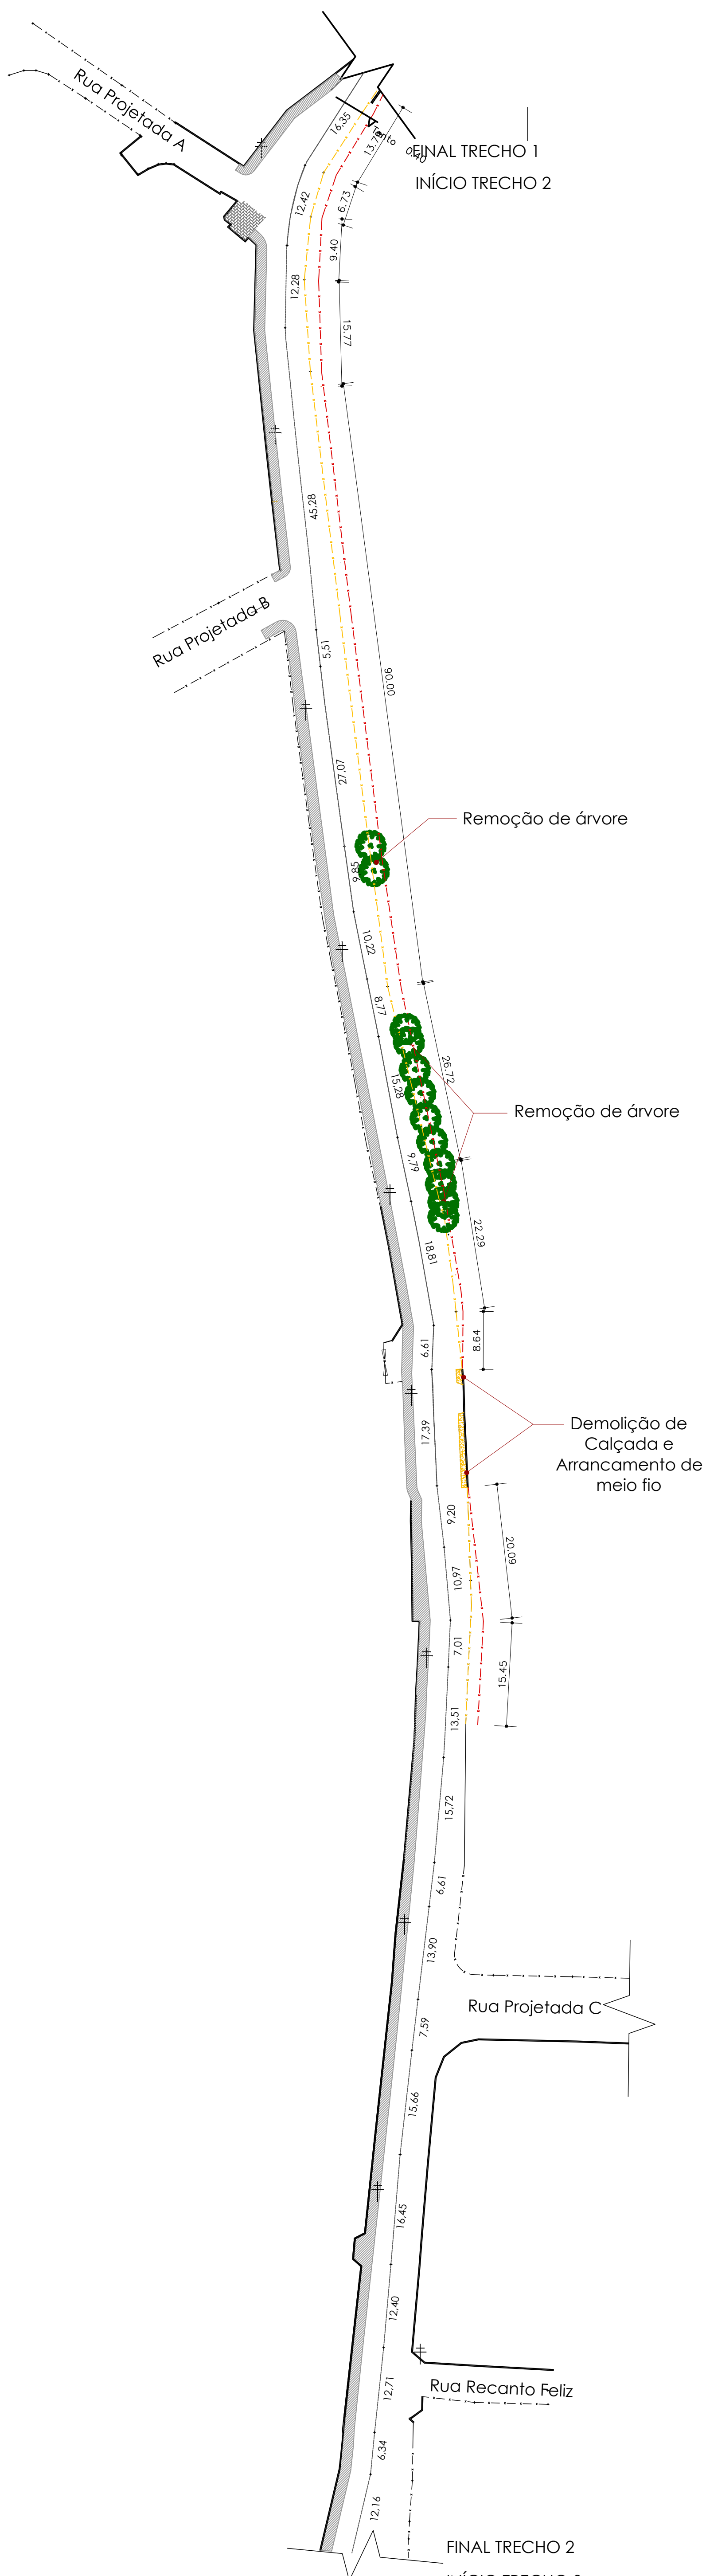 Rua Projetada A
16,35
Tento
13.78
0.40
FINAL TRECHO 1
INÍCIO TRECHO 2
12,42
6.73
9.40
12,28
15.77
45,28
Rua Projetada B
5,51
90.00
27,07
Remoção de árvore
9,85
10,22
8,77
26.72
15,28
Remoção de árvore
9,79
22.29
18,81
6,61
8.64
17,39
Demolição de
Calçada e
Arrancamento de
meio fio
9,20
20.09
10,97
7,01
15.45
13,51
15,72
6,61
13,90
Rua Projetada C
7,59
15,66
16,45
12,40
Rua Recanto Feliz
12,71
6,34
12,16
FINAL TRECHO 2